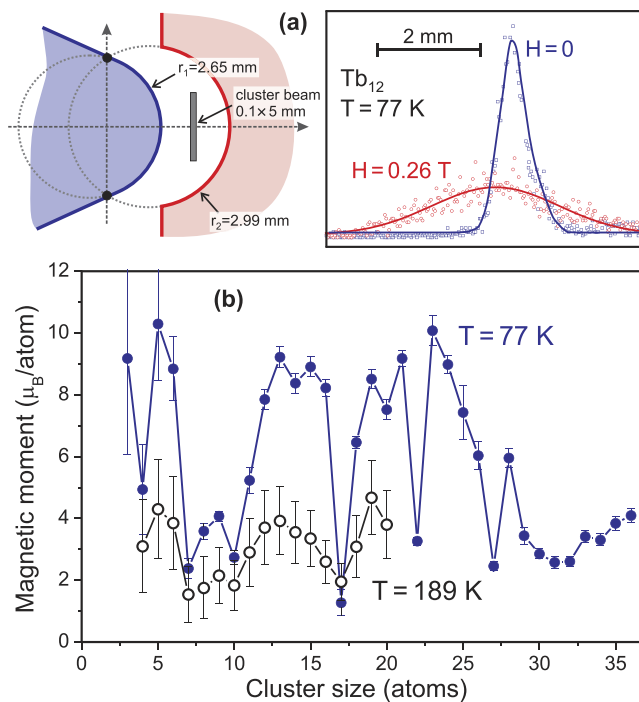 (a)
r₁=2.65 mm
cluster beam
0.1×5 mm
r₂=2.99 mm
2 mm
H=0
Tb₁₂
T=77 K
H=0.26 T
(b)
T=77 K
T=189 K
Magnetic moment (μ_B/atom)
12
10
8
6
4
2
0
0 5 10 15 20 25 30 35
Cluster size (atoms)